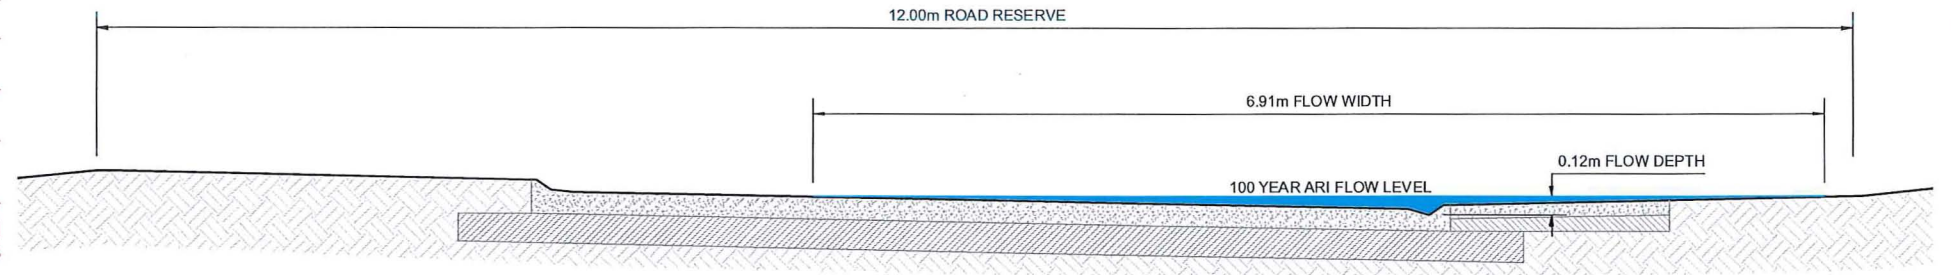 12.00m ROAD RESERVE
6.91m FLOW WIDTH
0.12m FLOW DEPTH
100 YEAR ARI FLOW LEVEL